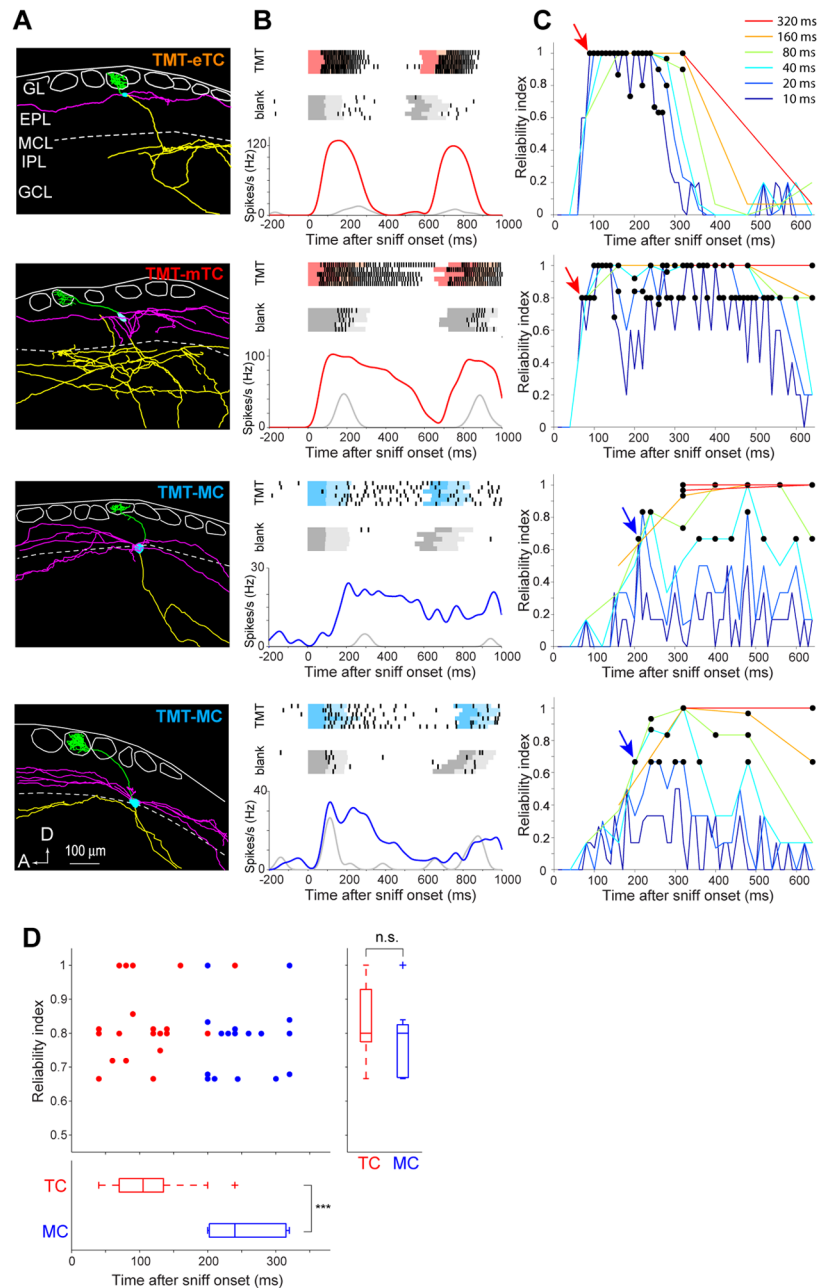 A
B
C
TMT-eTC
GL
EPL
MCL
IPL
GCL
TMT
blank
120
0
Spikes/s (Hz)
-200 0 200 400 600 800 1000
Time after sniff onset (ms)
320 ms
160 ms
80 ms
40 ms
20 ms
10 ms
1
0.8
0.6
0.4
0.2
0
Reliability index
0 100 200 300 400 500 600
Time after sniff onset (ms)
TMT-mTC
TMT
blank
100
0
Spikes/s (Hz)
-200 0 200 400 600 800 1000
Time after sniff onset (ms)
1
0.8
0.6
0.4
0.2
0
Reliability index
0 100 200 300 400 500 600
Time after sniff onset (ms)
TMT-MC
TMT
blank
30
0
Spikes/s (Hz)
-200 0 200 400 600 800 1000
Time after sniff onset (ms)
1
0.8
0.6
0.4
0.2
0
Reliability index
0 100 200 300 400 500 600
Time after sniff onset (ms)
TMT-MC
D
A
100 µm
TMT
blank
40
0
Spikes/s (Hz)
-200 0 200 400 600 800 1000
Time after sniff onset (ms)
1
0.8
0.6
0.4
0.2
0
Reliability index
0 100 200 300 400 500 600
Time after sniff onset (ms)
D
1
0.9
0.8
0.7
0.6
0.5
Reliability index
n.s.
TC MC
TC
MC
***
0 100 200 300
Time after sniff onset (ms)